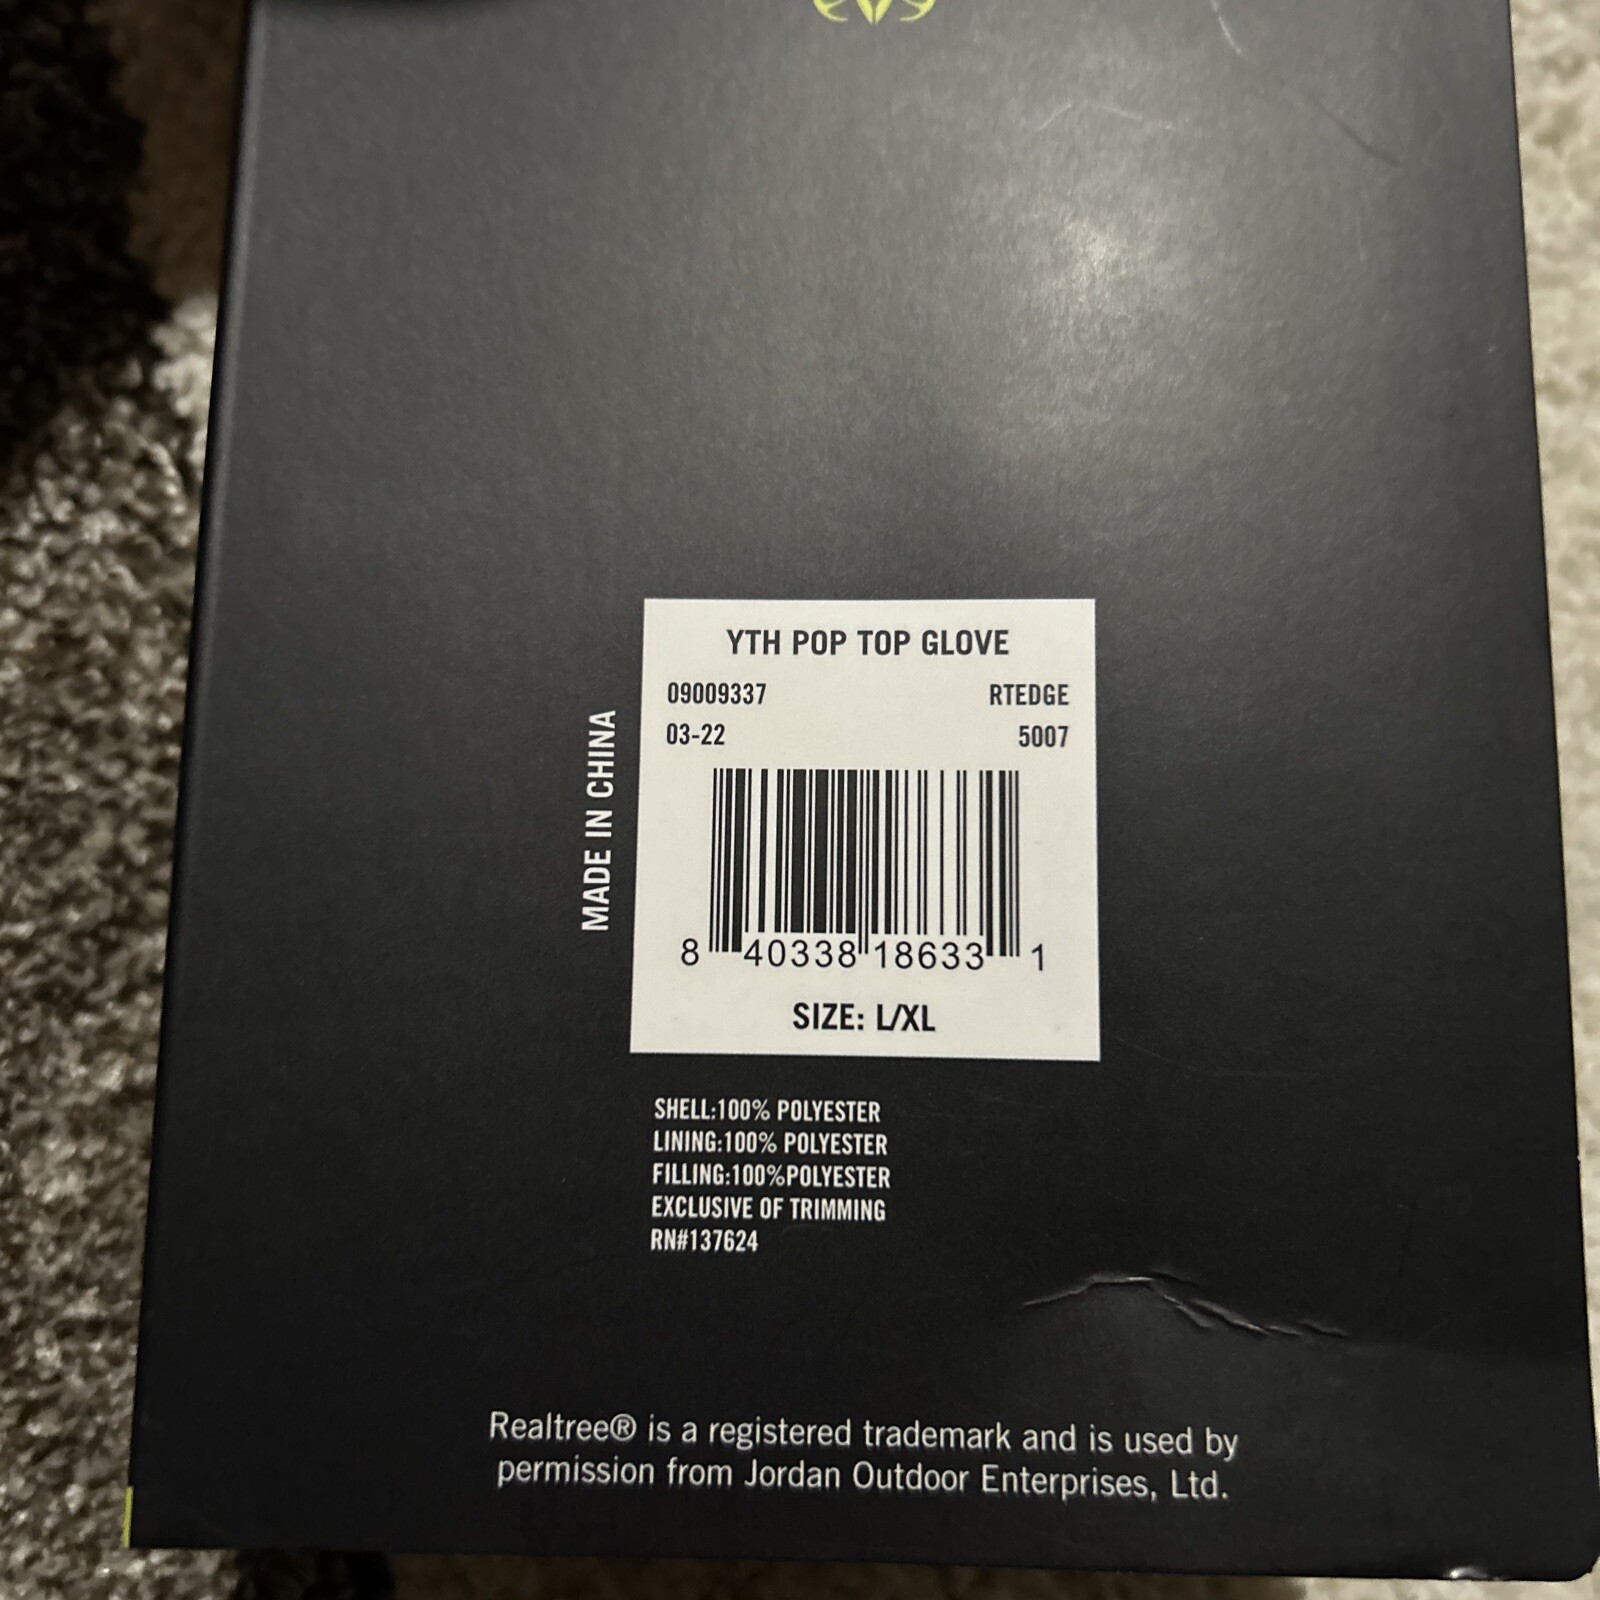 YTH POP TOP GLOVE
09009337 RTEDGE
03-22 5007
MADE IN CHINA
8 40338 18633 1
SIZE: L/XL
SHELL:100% POLYESTER
LINING:100% POLYESTER
FILLING:100%POLYESTER
EXCLUSIVE OF TRIMMING
RN#137624
Realtree® is a registered trademark and is used by
permission from Jordan Outdoor Enterprises, Ltd.